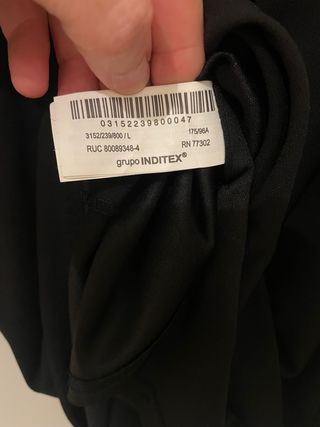 03152239800047
3152/239/800 / L 175/96A
RUC 80089348-4 RN 77302
grupo INDITEX®